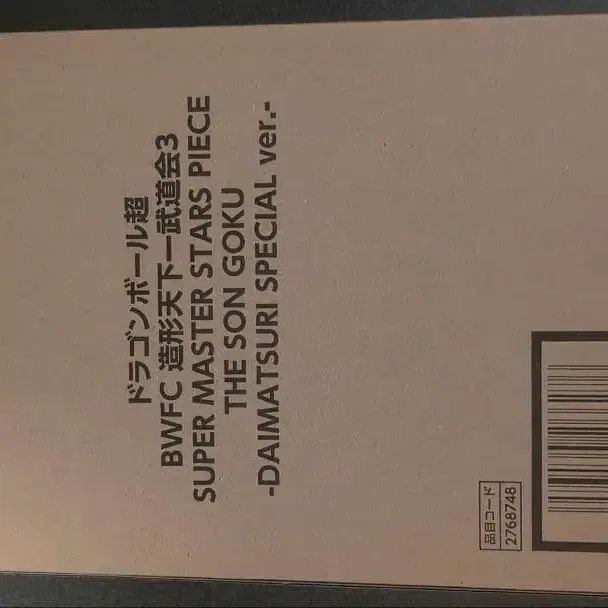 ドラゴンボール超
BWFC 造形天下一武道会3
SUPER MASTER STARS PIECE
THE SON GOKU
-DAIMATSURI SPECIAL ver.-
品目コード
2768748